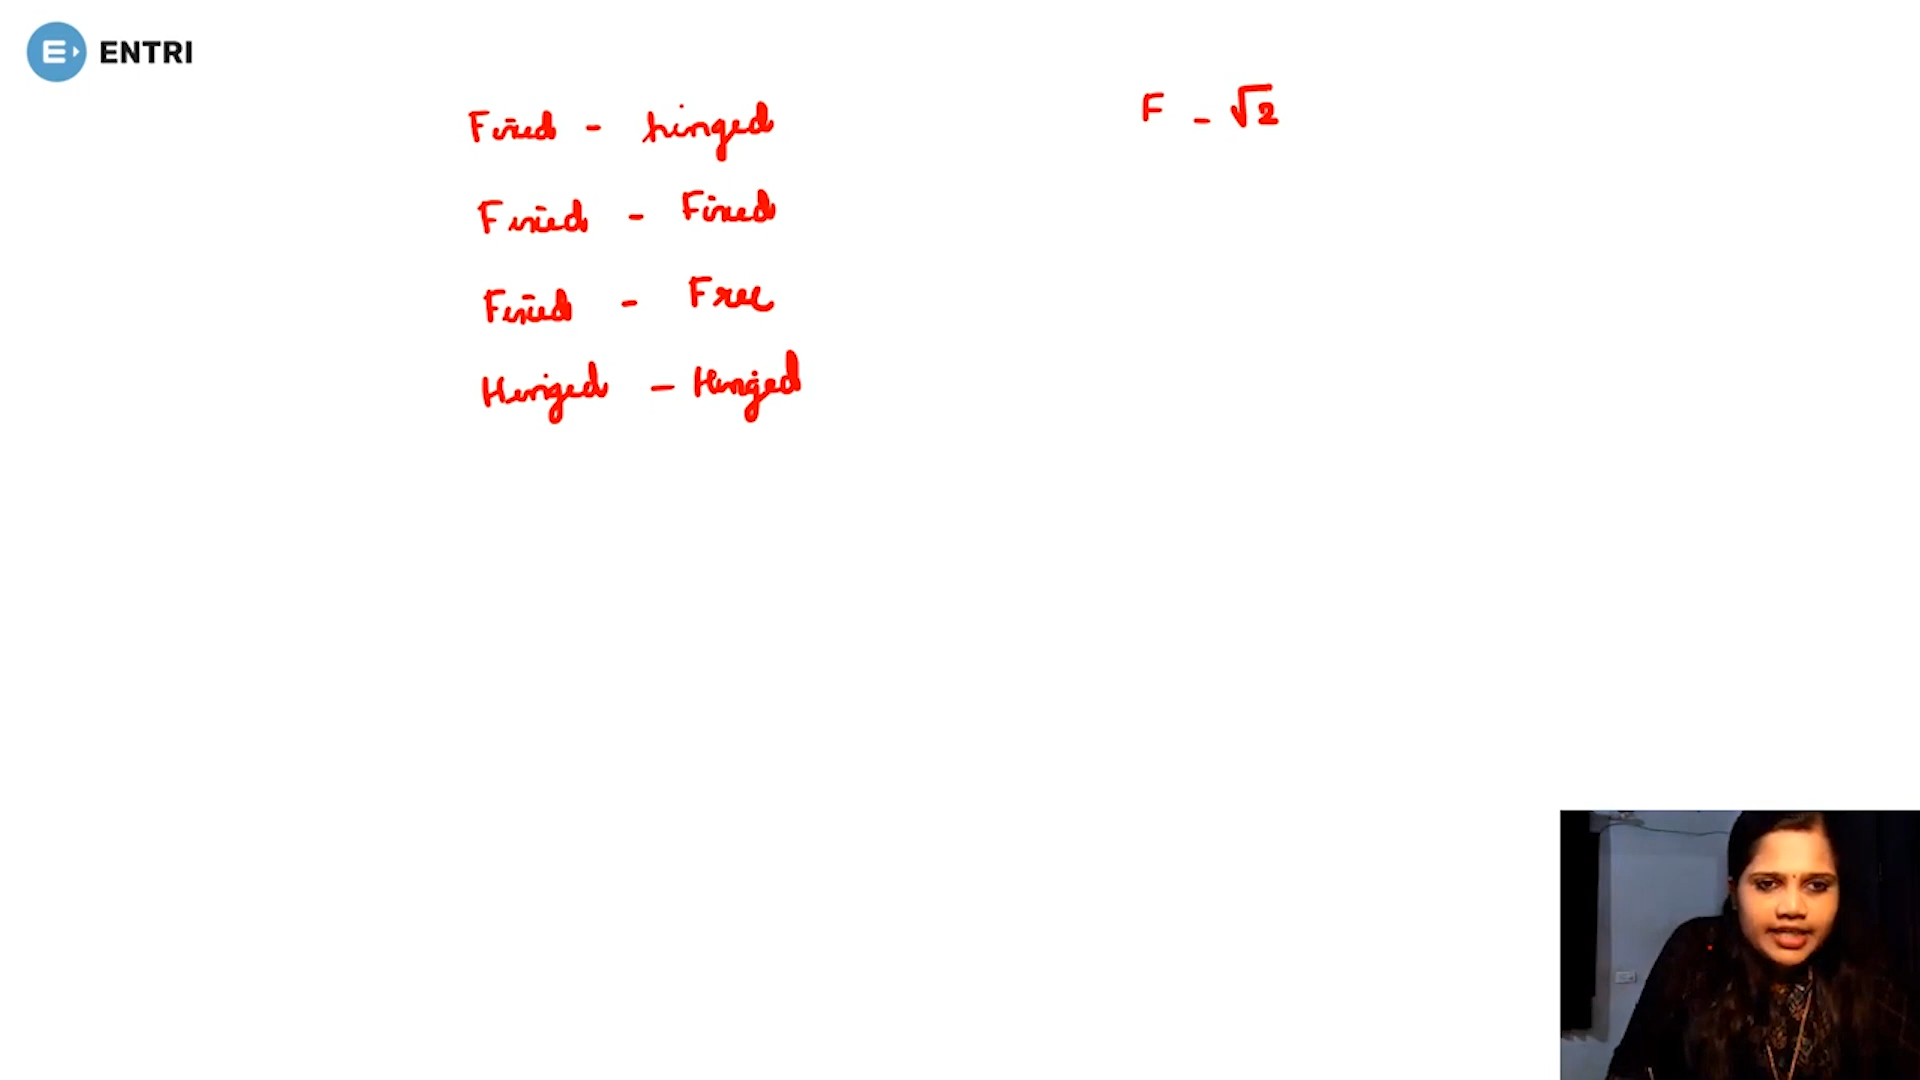 ENTRI
Fixed - hinged
F - √2
Fixed - Fixed
Fixed - Free
Hinged - Hinged